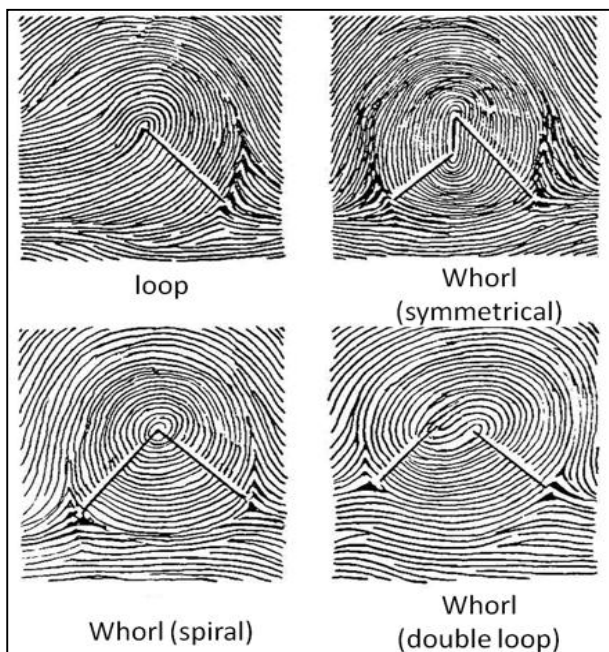 loop
Whorl
(symmetrical)
Whorl (spiral)
Whorl
(double loop)